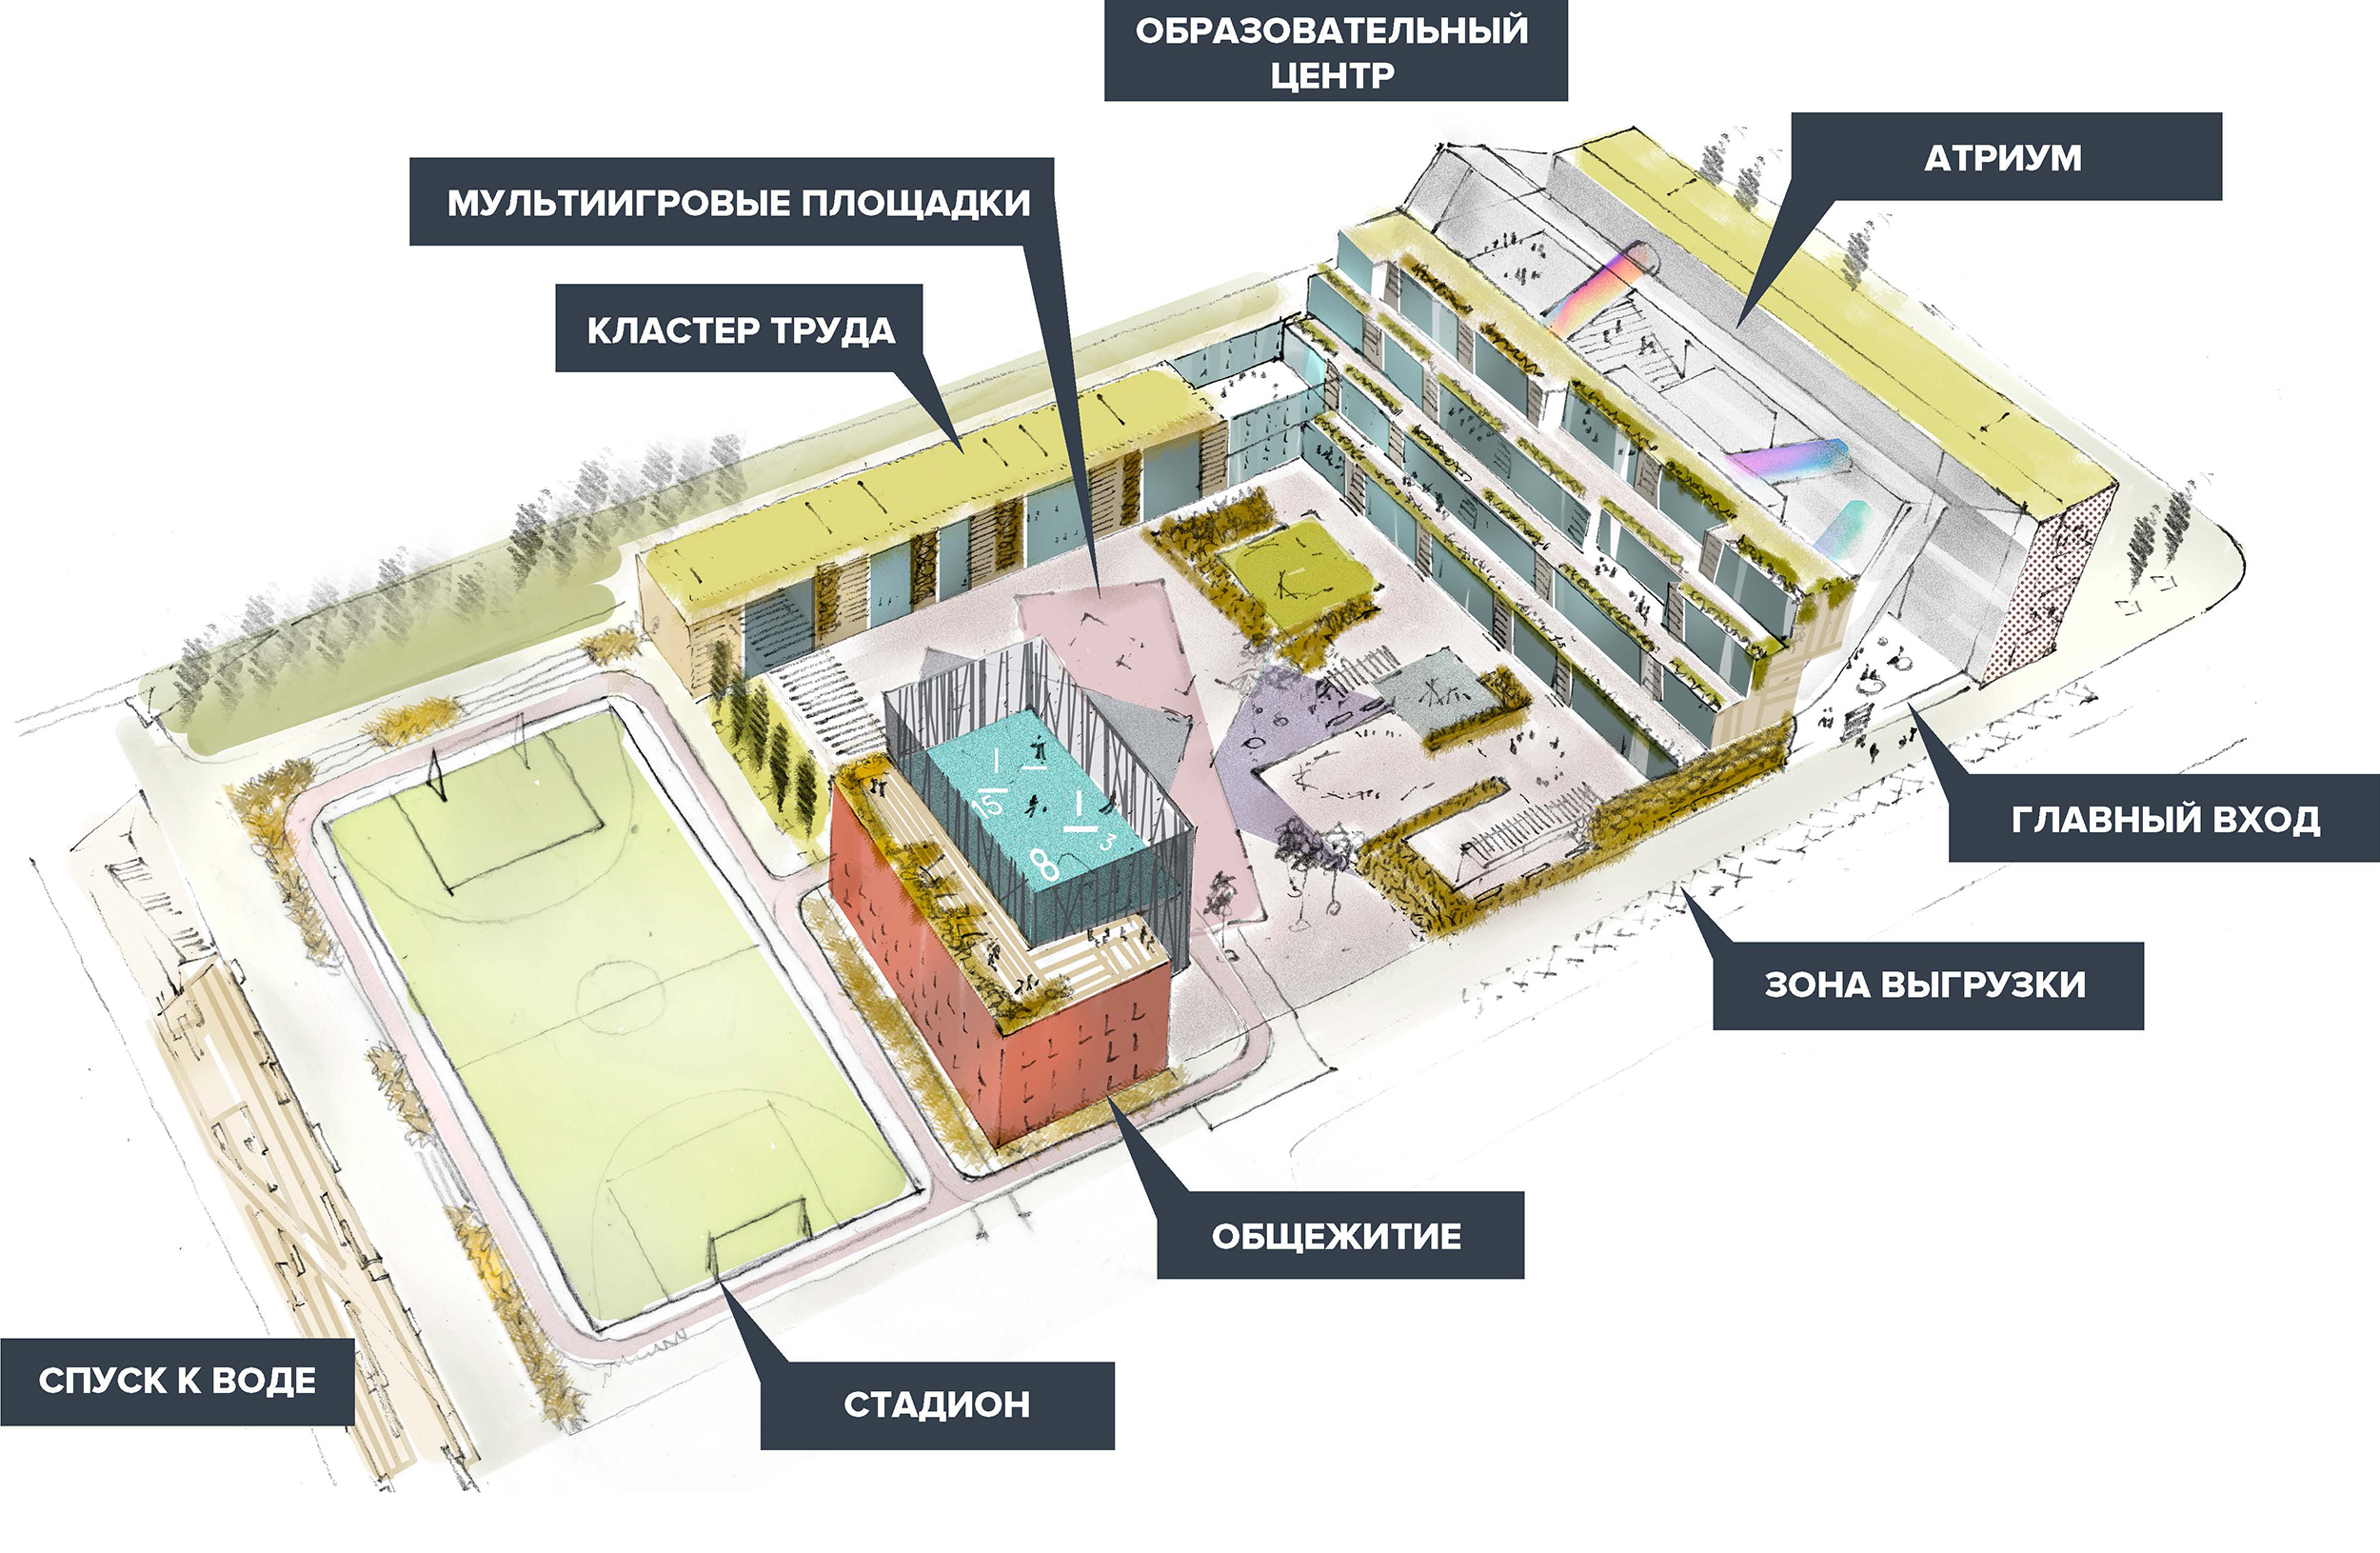 ОБРАЗОВАТЕЛЬНЫЙ
ЦЕНТР
АТРИУМ
МУЛЬТИИГРОВЫЕ ПЛОЩАДКИ
КЛАСТЕР ТРУДА
15
8
3
ГЛАВНЫЙ ВХОД
ЗОНА ВЫГРУЗКИ
ОБЩЕЖИТИЕ
СПУСК К ВОДЕ
СТАДИОН